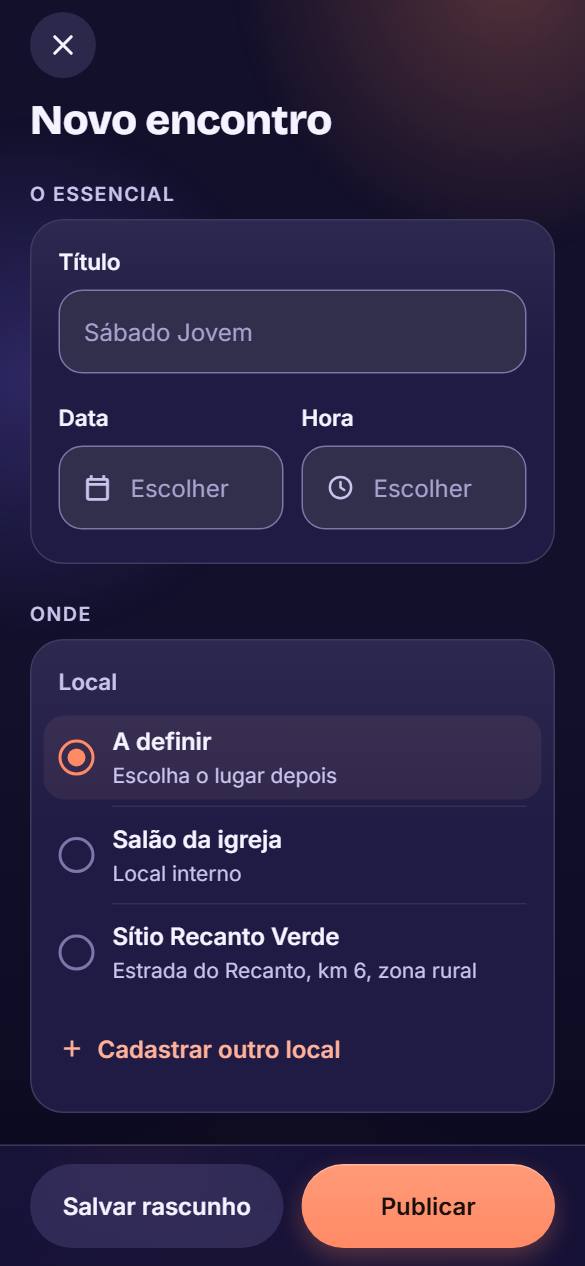 Novo encontro
O ESSENCIAL
Título
Sábado Jovem
Data
Hora
Escolher
Escolher
ONDE
Local
A definir
Escolha o lugar depois
Salão da igreja
Local interno
Sítio Recanto Verde
Estrada do Recanto, km 6, zona rural
+ Cadastrar outro local
Salvar rascunho
Publicar